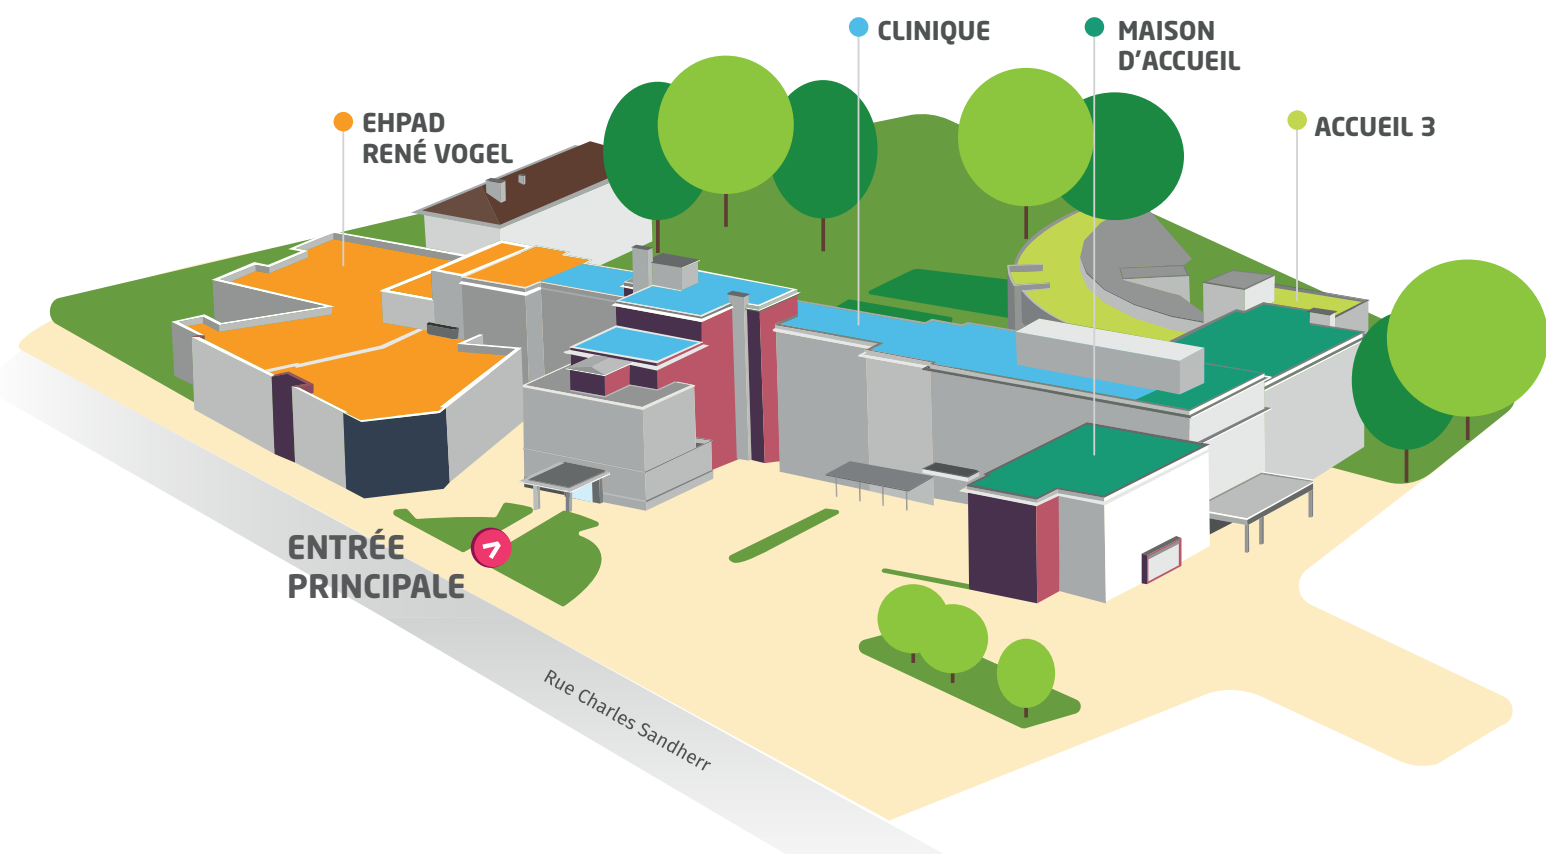 CLINIQUE
MAISON
D'ACCUEIL
EHPAD
RENÉ VOGEL
ACCUEIL 3
ENTRÉE
PRINCIPALE
Rue Charles Sandherr